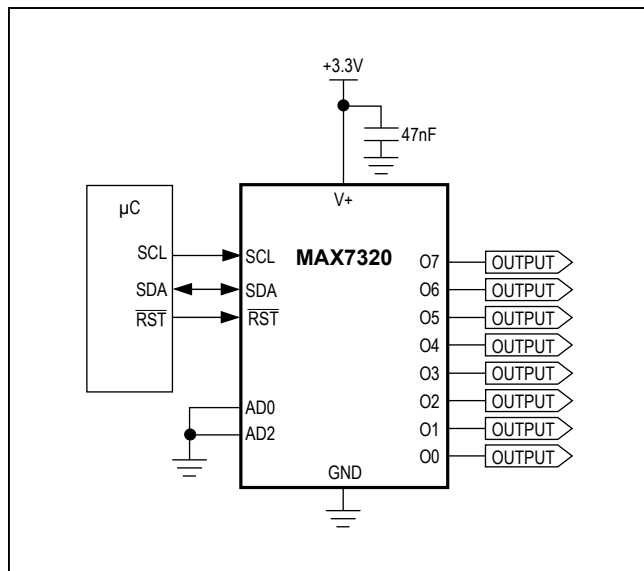 +3.3V
47nF
µC
V+
MAX7320
SCL
SCL
SDA
SDA
RST
RST
AD0
AD2
GND
O7
OUTPUT
O6
OUTPUT
O5
OUTPUT
O4
OUTPUT
O3
OUTPUT
O2
OUTPUT
O1
OUTPUT
O0
OUTPUT